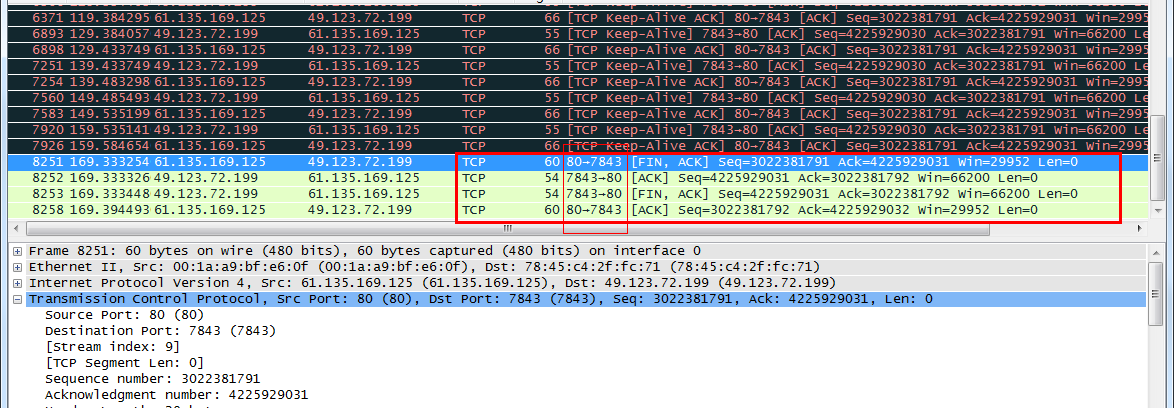 6371 119.384295 61.135.169.125 49.123.72.199 TCP 66 [TCP Keep-Alive ACK] 80→7843 [ACK] Seq=3022381791 Ack=4225929031 Win=29952
6893 129.384057 49.123.72.199 61.135.169.125 TCP 55 [TCP Keep-Alive] 7843→80 [ACK] Seq=4225929030 Ack=3022381791 Win=66200 Len
6898 129.433749 61.135.169.125 49.123.72.199 TCP 66 [TCP Keep-Alive ACK] 80→7843 [ACK] Seq=3022381791 Ack=4225929031 Win=2995
7251 139.433749 49.123.72.199 61.135.169.125 TCP 55 [TCP Keep-Alive] 7843→80 [ACK] Seq=4225929030 Ack=3022381791 Win=66200 Len
7254 139.483298 61.135.169.125 49.123.72.199 TCP 66 [TCP Keep-Alive ACK] 80→7843 [ACK] Seq=3022381791 Ack=4225929031 Win=2995
7560 149.485493 49.123.72.199 61.135.169.125 TCP 55 [TCP Keep-Alive] 7843→80 [ACK] Seq=4225929030 Ack=3022381791 Win=66200 Len
7583 149.535199 61.135.169.125 49.123.72.199 TCP 66 [TCP Keep-Alive ACK] 80→7843 [ACK] Seq=3022381791 Ack=4225929031 Win=2995
7920 159.535141 49.123.72.199 61.135.169.125 TCP 55 [TCP Keep-Alive] 7843→80 [ACK] Seq=4225929030 Ack=3022381791 Win=66200 Len
7926 159.584654 61.135.169.125 49.123.72.199 TCP 66 [TCP Keep-Alive ACK] 80→7843 [ACK] Seq=3022381791 Ack=4225929031 Win=2995
8251 169.333254 61.135.169.125 49.123.72.199 TCP 60 80→7843 [FIN, ACK] Seq=3022381791 Ack=4225929031 Win=29952 Len=0
8252 169.333326 49.123.72.199 61.135.169.125 TCP 54 7843→80 [ACK] Seq=4225929031 Ack=3022381792 Win=66200 Len=0
8253 169.333448 49.123.72.199 61.135.169.125 TCP 54 7843→80 [FIN, ACK] Seq=4225929031 Ack=3022381792 Win=66200 Len=0
8258 169.394493 61.135.169.125 49.123.72.199 TCP 60 80→7843 [ACK] Seq=3022381792 Ack=4225929032 Win=29952 Len=0
Frame 8251: 60 bytes on wire (480 bits), 60 bytes captured (480 bits) on interface 0
Ethernet II, Src: 00:1a:a9:bf:e6:0f (00:1a:a9:bf:e6:0f), Dst: 78:45:c4:2f:fc:71 (78:45:c4:2f:fc:71)
Internet Protocol Version 4, Src: 61.135.169.125 (61.135.169.125), Dst: 49.123.72.199 (49.123.72.199)
Transmission Control Protocol, Src Port: 80 (80), Dst Port: 7843 (7843), Seq: 3022381791, Ack: 4225929031, Len: 0
Source Port: 80 (80)
Destination Port: 7843 (7843)
[Stream index: 9]
[TCP Segment Len: 0]
Sequence number: 3022381791
Acknowledgment number: 4225929031